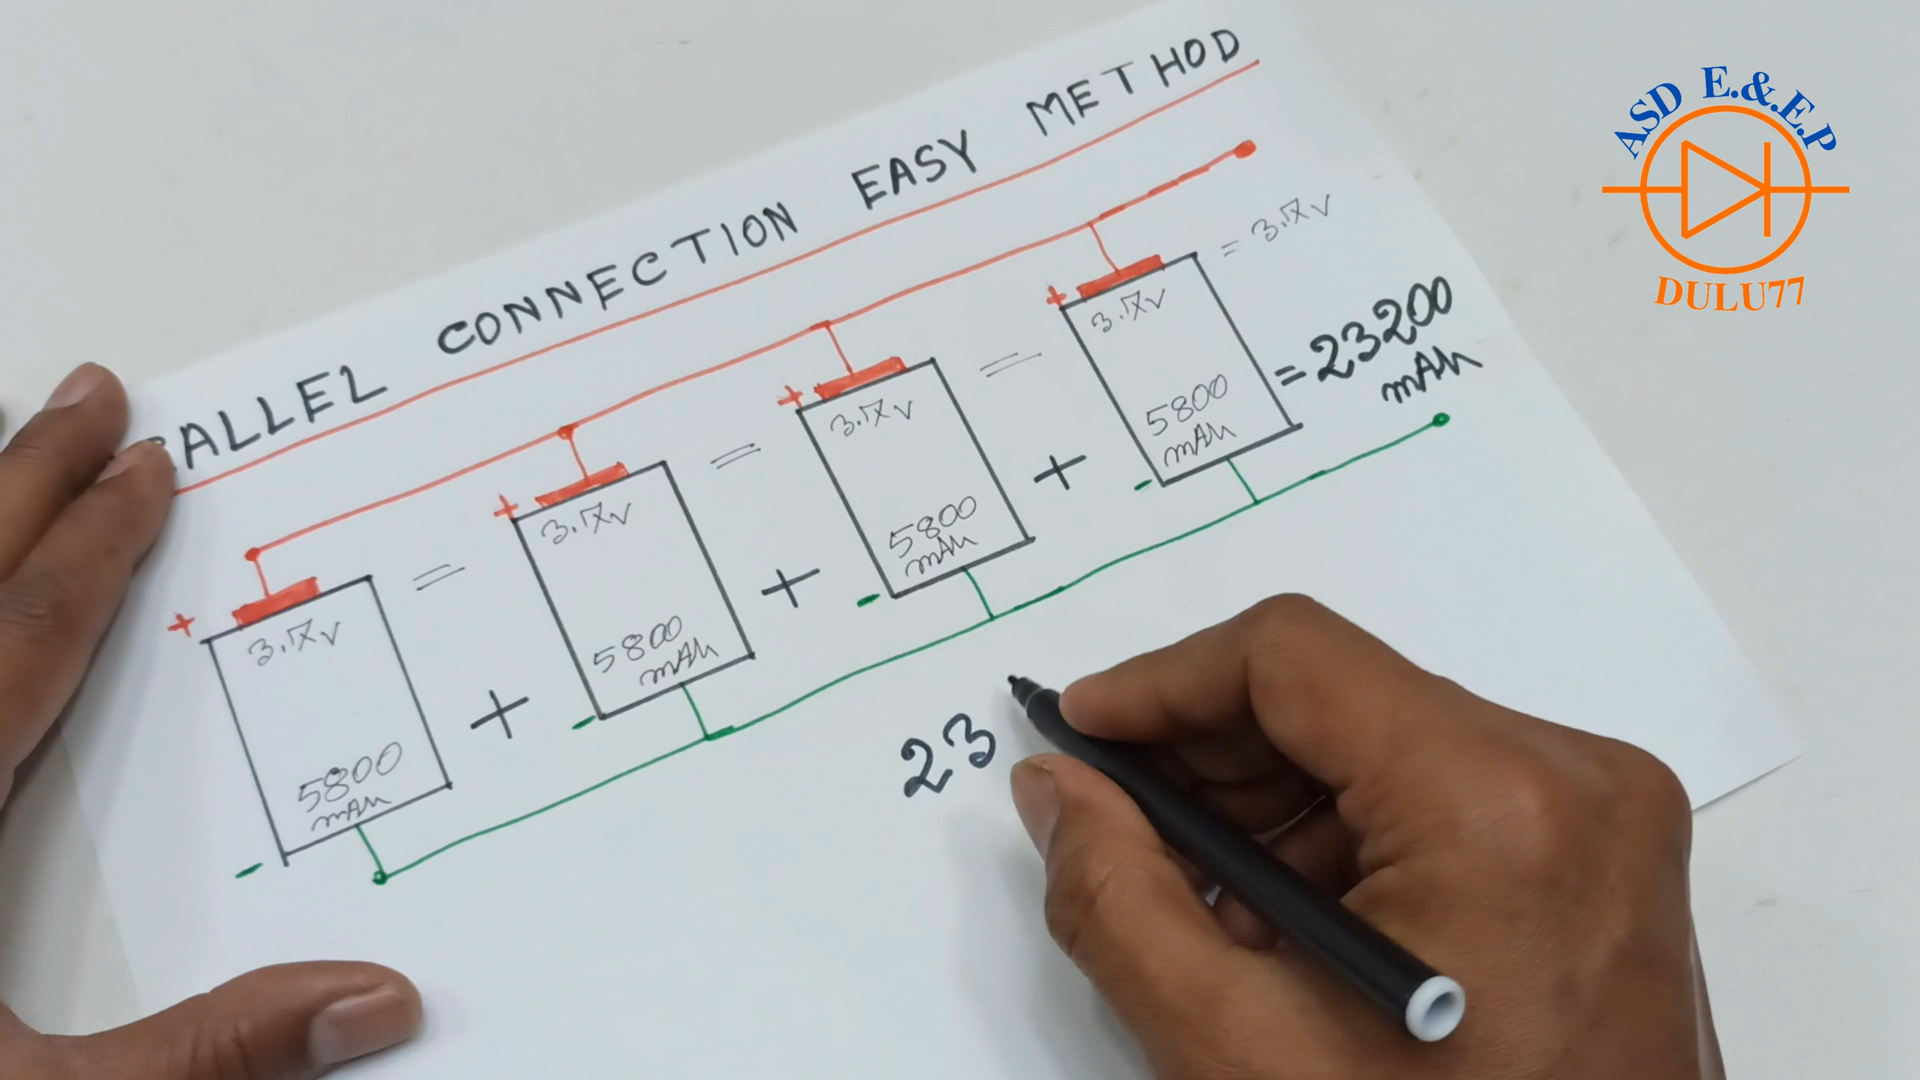 ASD E.&.E.P
DULU77
ALLEL CONNECTION EASY METHOD
+ 3.7V = + 3.7V = + 3.7V = + 3.7V = 3.7V
5800 mAh + 5800 mAh + 5800 mAh + 5800 mAh = 23200 mAh
- - - -
23